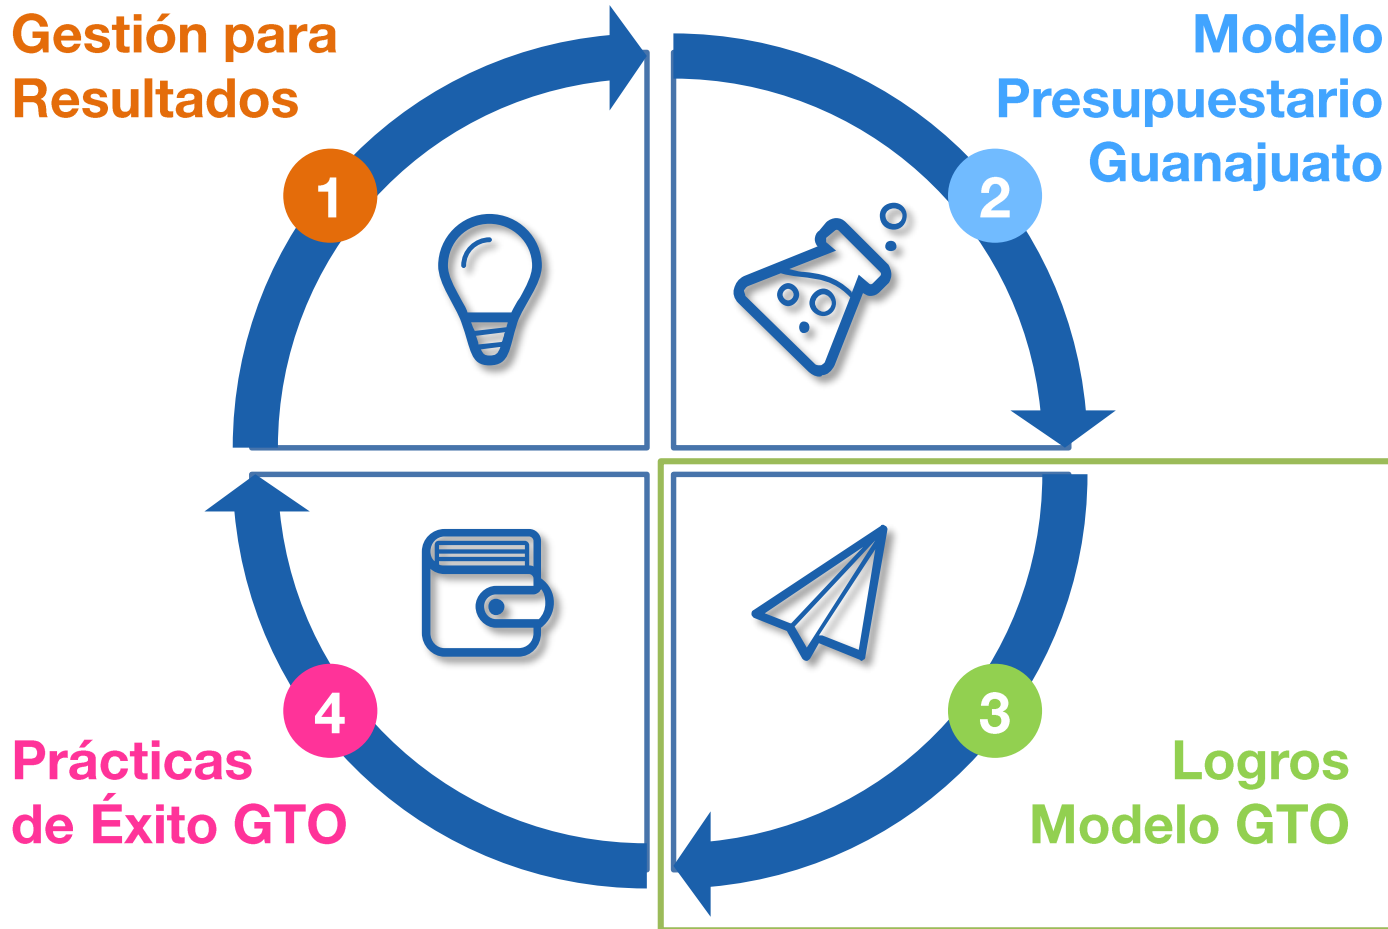 Gestión para
Resultados
1
Modelo
Presupuestario
Guanajuato
2
3
Logros
Modelo GTO
4
Prácticas
de Éxito GTO